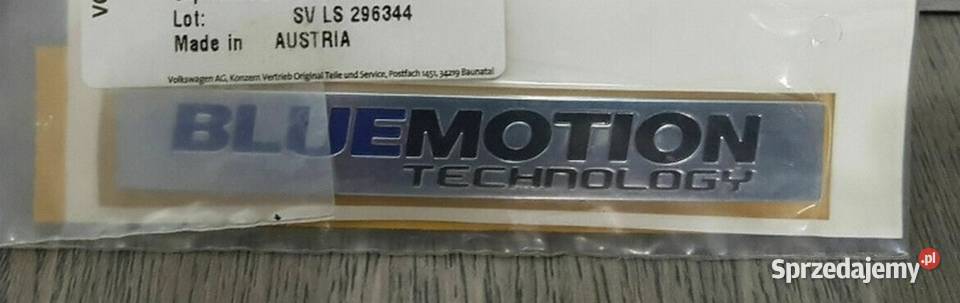 Lot: SV LS 296344
Made in AUSTRIA
Volkswagen AG, Konzern Vertrieb Original Teile und Service, Postfach 1451, 34219 Baunatal
BLUEMOTION
TECHNOLOGY
Sprzedajemy.pl